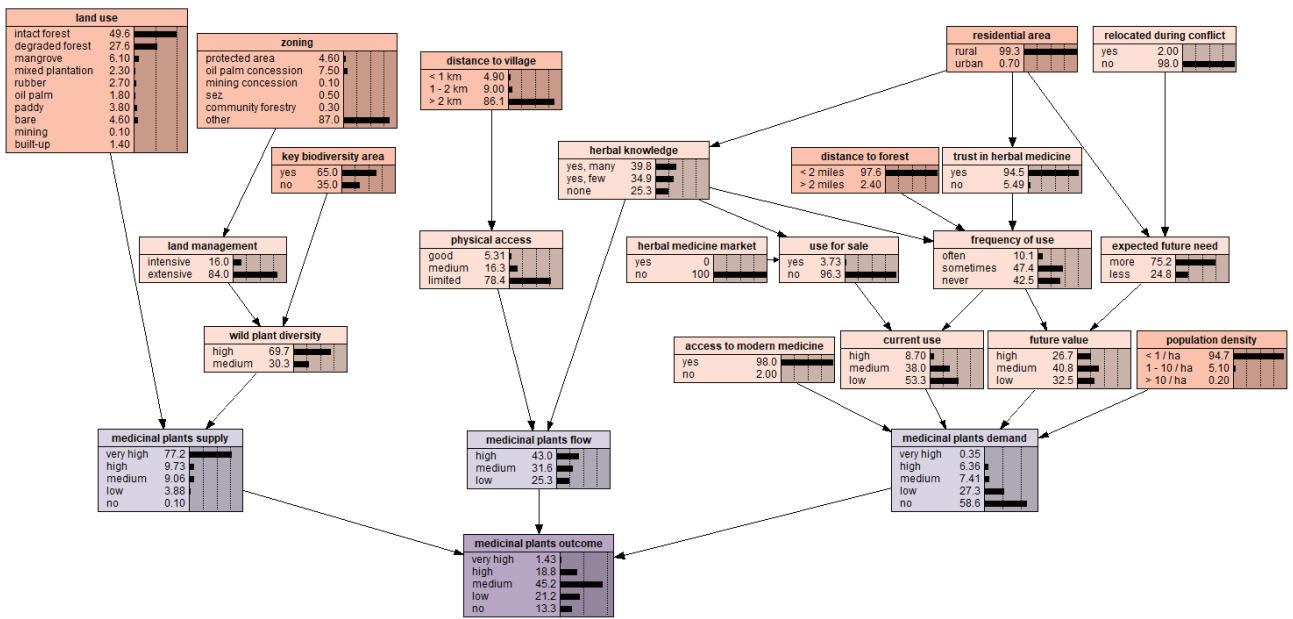 land use
intact forest 49.6
degraded forest 27.6
mangrove 6.10
mixed plantation 2.30
rubber 2.70
oil palm 1.80
paddy 3.80
bare 4.60
mining 0.10
built-up 1.40
zoning
protected area 4.60
oil palm concession 7.50
mining concession 0.10
sez 0.50
community forestry 0.30
other 87.0
distance to village
< 1 km 4.90
1 - 2 km 9.00
> 2 km 86.1
residential area
rural 99.3
urban 0.70
relocated during conflict
yes 2.00
no 98.0
key biodiversity area
yes 65.0
no 35.0
herbal knowledge
yes, many 39.8
yes, few 34.9
none 25.3
distance to forest
< 2 miles 97.6
> 2 miles 2.40
trust in herbal medicine
yes 94.5
no 5.49
land management
intensive 16.0
extensive 84.0
physical access
good 5.31
medium 16.3
limited 78.4
herbal medicine market
yes 0
no 100
use for sale
yes 3.73
no 96.3
frequency of use
often 10.1
sometimes 47.4
never 42.5
expected future need
more 75.2
less 24.8
wild plant diversity
high 69.7
medium 30.3
access to modern medicine
yes 98.0
no 2.00
current use
high 8.70
medium 38.0
low 53.3
future value
high 26.7
medium 40.8
low 32.5
population density
< 1 / ha 94.7
1 - 10 / ha 5.10
> 10 / ha 0.20
medicinal plants supply
very high 77.2
high 9.73
medium 9.06
low 3.88
no 0.10
medicinal plants flow
high 43.0
medium 31.6
low 25.3
medicinal plants demand
very high 0.35
high 6.36
medium 7.41
low 27.3
no 58.6
medicinal plants outcome
very high 1.43
high 18.8
medium 45.2
low 21.2
no 13.3